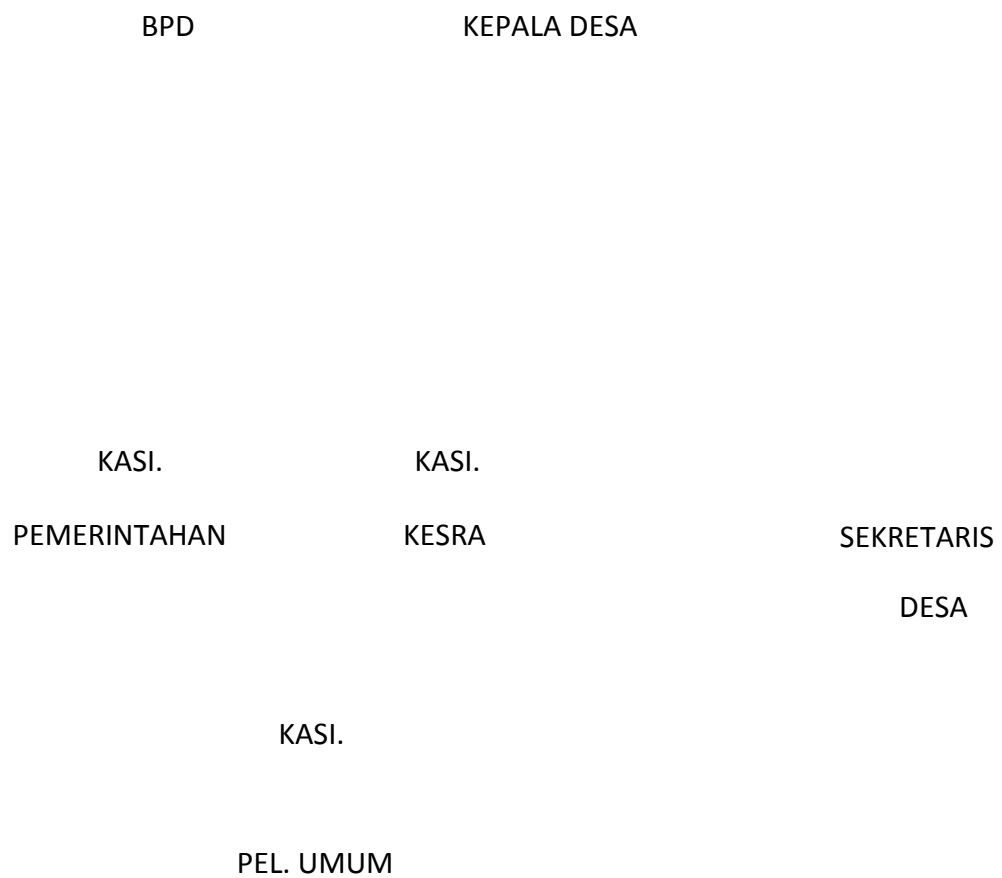 BPD
KEPALA DESA
KASI.
PEMERINTAHAN
KASI.
KESRA
SEKRETARIS
DESA
KASI.
PEL. UMUM